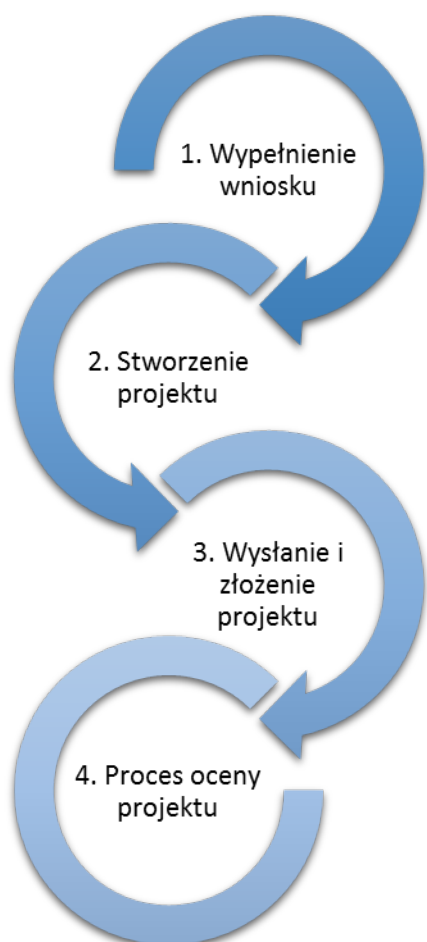 1. Wypełnienie
wniosku
2. Stworzenie
projektu
3. Wysłanie i
złożenie
projektu
4. Proces oceny
projektu